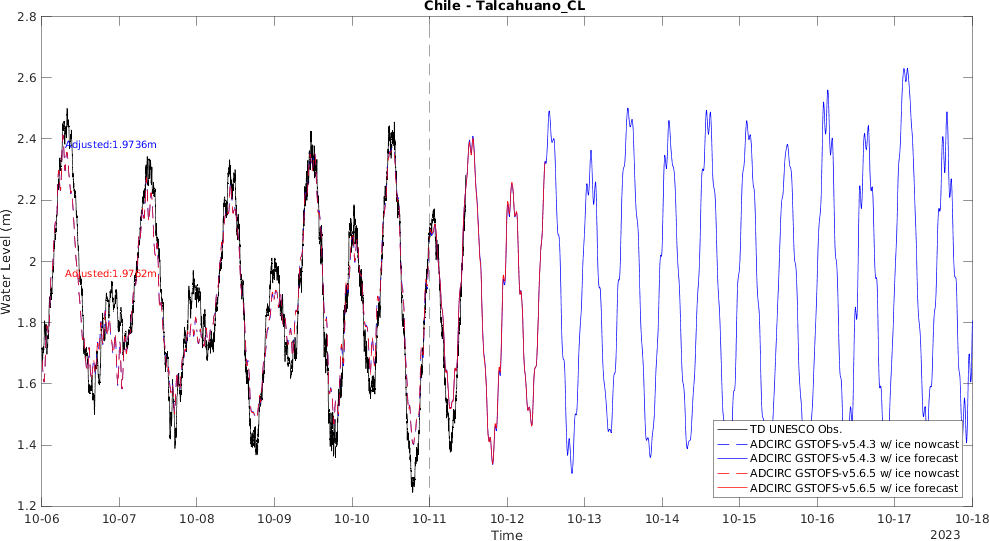 Chile - Talcahuano_CL
2.8
2.6
2.4
2.2
2
1.8
1.6
1.4
1.2
Water Level (m)
Adjusted:1.9736m
Adjusted:1.9762m
TD UNESCO Obs.
ADCIRC GSTOFS-v5.4.3 w/ ice nowcast
ADCIRC GSTOFS-v5.4.3 w/ ice forecast
ADCIRC GSTOFS-v5.6.5 w/ ice nowcast
ADCIRC GSTOFS-v5.6.5 w/ ice forecast
10-06 10-07 10-08 10-09 10-10 10-11 10-12 10-13 10-14 10-15 10-16 10-17 10-18
Time
2023